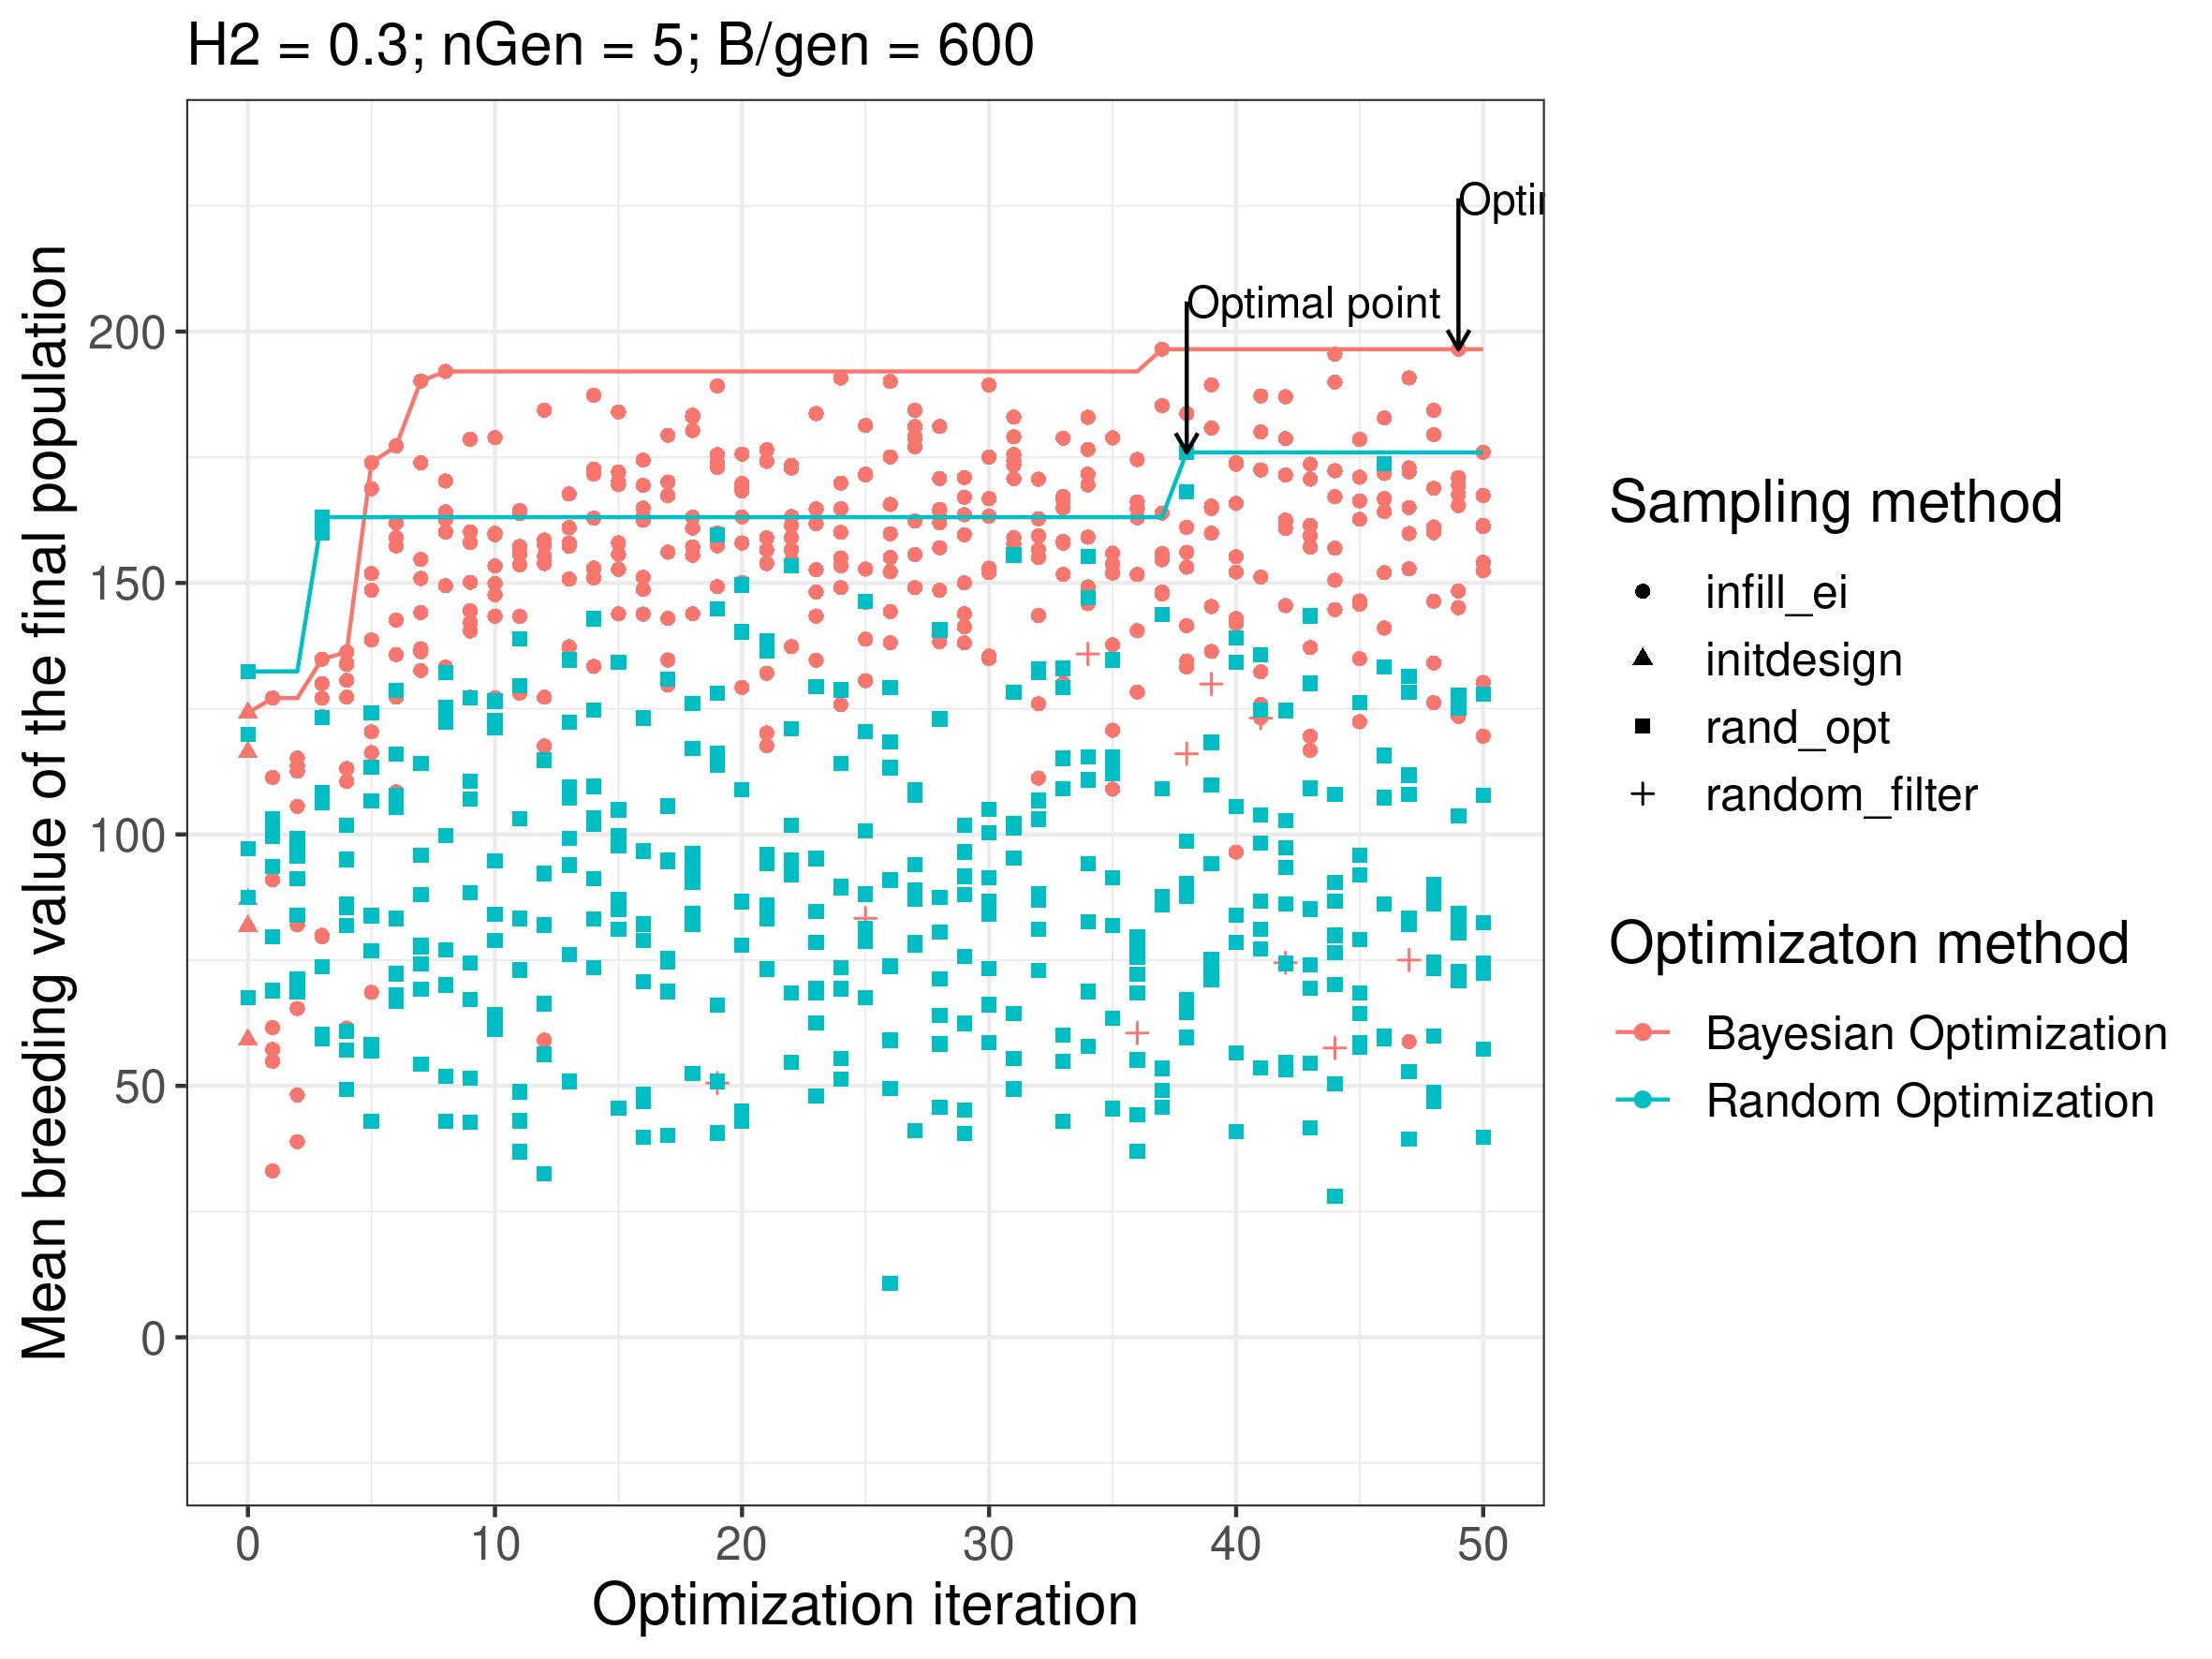 H2 = 0.3; nGen = 5; B/gen = 600
Mean breeding value of the final population
200
150
100
50
0
Optimal point
0 10 20 30 40 50
Optimization iteration
Sampling method
infill_ei
initdesign
rand_opt
random_filter
Optimizaton method
Bayesian Optimization
Random Optimization